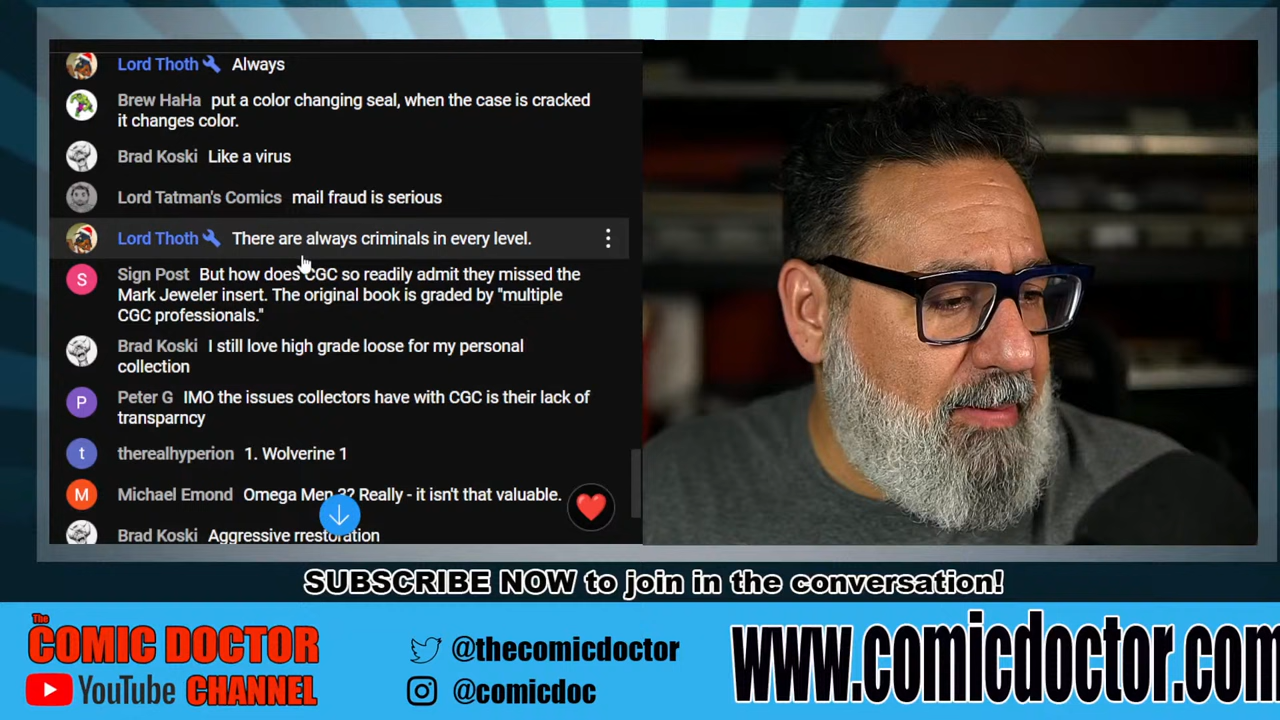 Lord Thoth Always
Brew HaHa put a color changing seal, when the case is cracked
it changes color.
Brad Koski Like a virus
Lord Tatman's Comics mail fraud is serious
Lord Thoth There are always criminals in every level.
S Sign Post But how does CGC so readily admit they missed the
Mark Jeweler insert. The original book is graded by "multiple
CGC professionals."
Brad Koski I still love high grade loose for my personal
collection
P Peter G IMO the issues collectors have with CGC is their lack of
transparncy
t therealhyperion 1. Wolverine 1
M Michael Emond Omega Men 3? Really - it isn't that valuable.
Brad Koski Aggressive rrestoration
SUBSCRIBE NOW to join in the conversation!
The
COMIC DOCTOR
YouTube CHANNEL
@thecomicdoctor
@comicdoc
www.comicdoctor.com